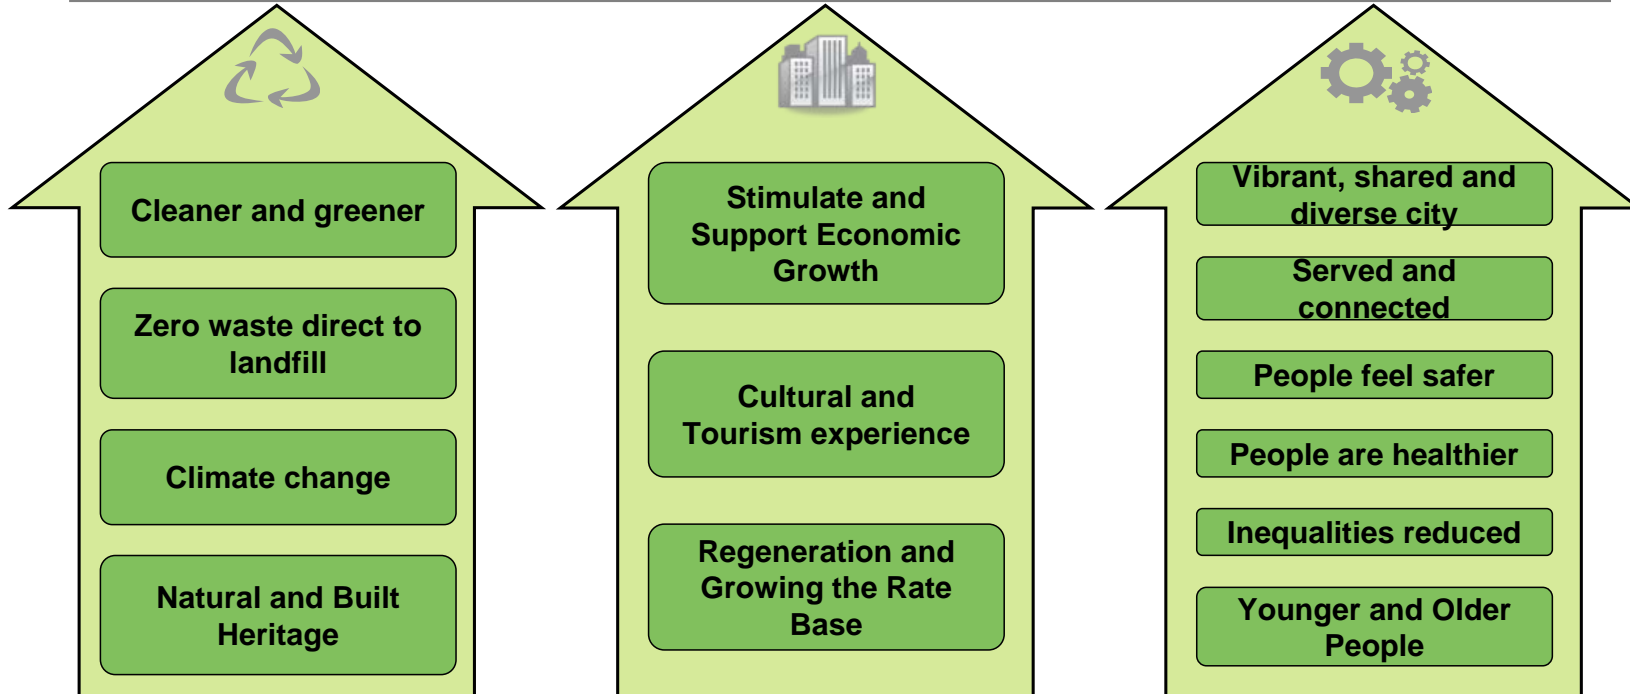 Cleaner and greener
Zero waste direct to
landfill
Climate change
Natural and Built
Heritage
Stimulate and
Support Economic
Growth
Cultural and
Tourism experience
Regeneration and
Growing the Rate
Base
Vibrant, shared and
diverse city
Served and
connected
People feel safer
People are healthier
Inequalities reduced
Younger and Older
People